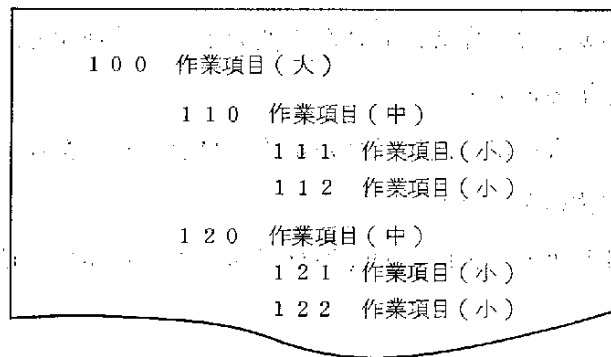 100 作業項目(大)
110 作業項目(中)
111 作業項目(小)
112 作業項目(小)
120 作業項目(中)
121 作業項目(小)
122 作業項目(小)